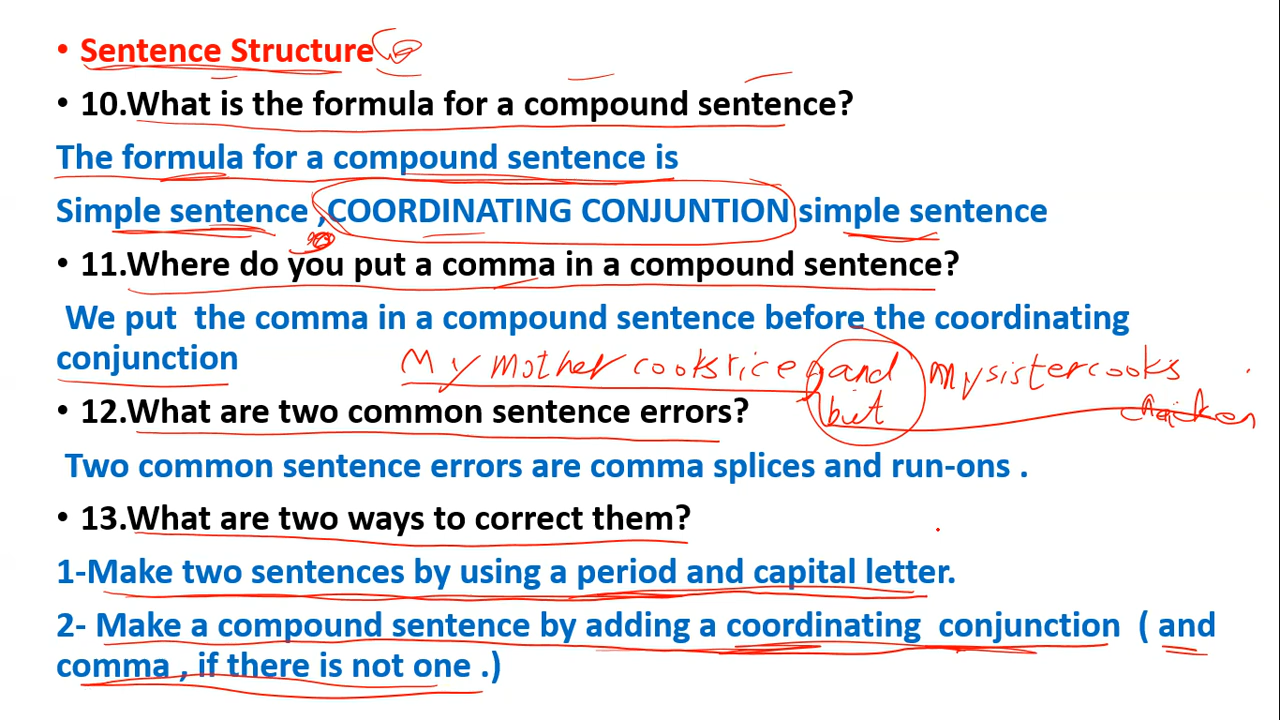 • Sentence Structure
• 10.What is the formula for a compound sentence?
The formula for a compound sentence is
Simple sentence ,COORDINATING CONJUNTION simple sentence
• 11.Where do you put a comma in a compound sentence?
We put the comma in a compound sentence before the coordinating
conjunction
My mother cooks rice , and my sister cooks
but chicken
• 12.What are two common sentence errors?
Two common sentence errors are comma splices and run-ons .
• 13.What are two ways to correct them?
1-Make two sentences by using a period and capital letter.
2- Make a compound sentence by adding a coordinating conjunction ( and
comma , if there is not one .)